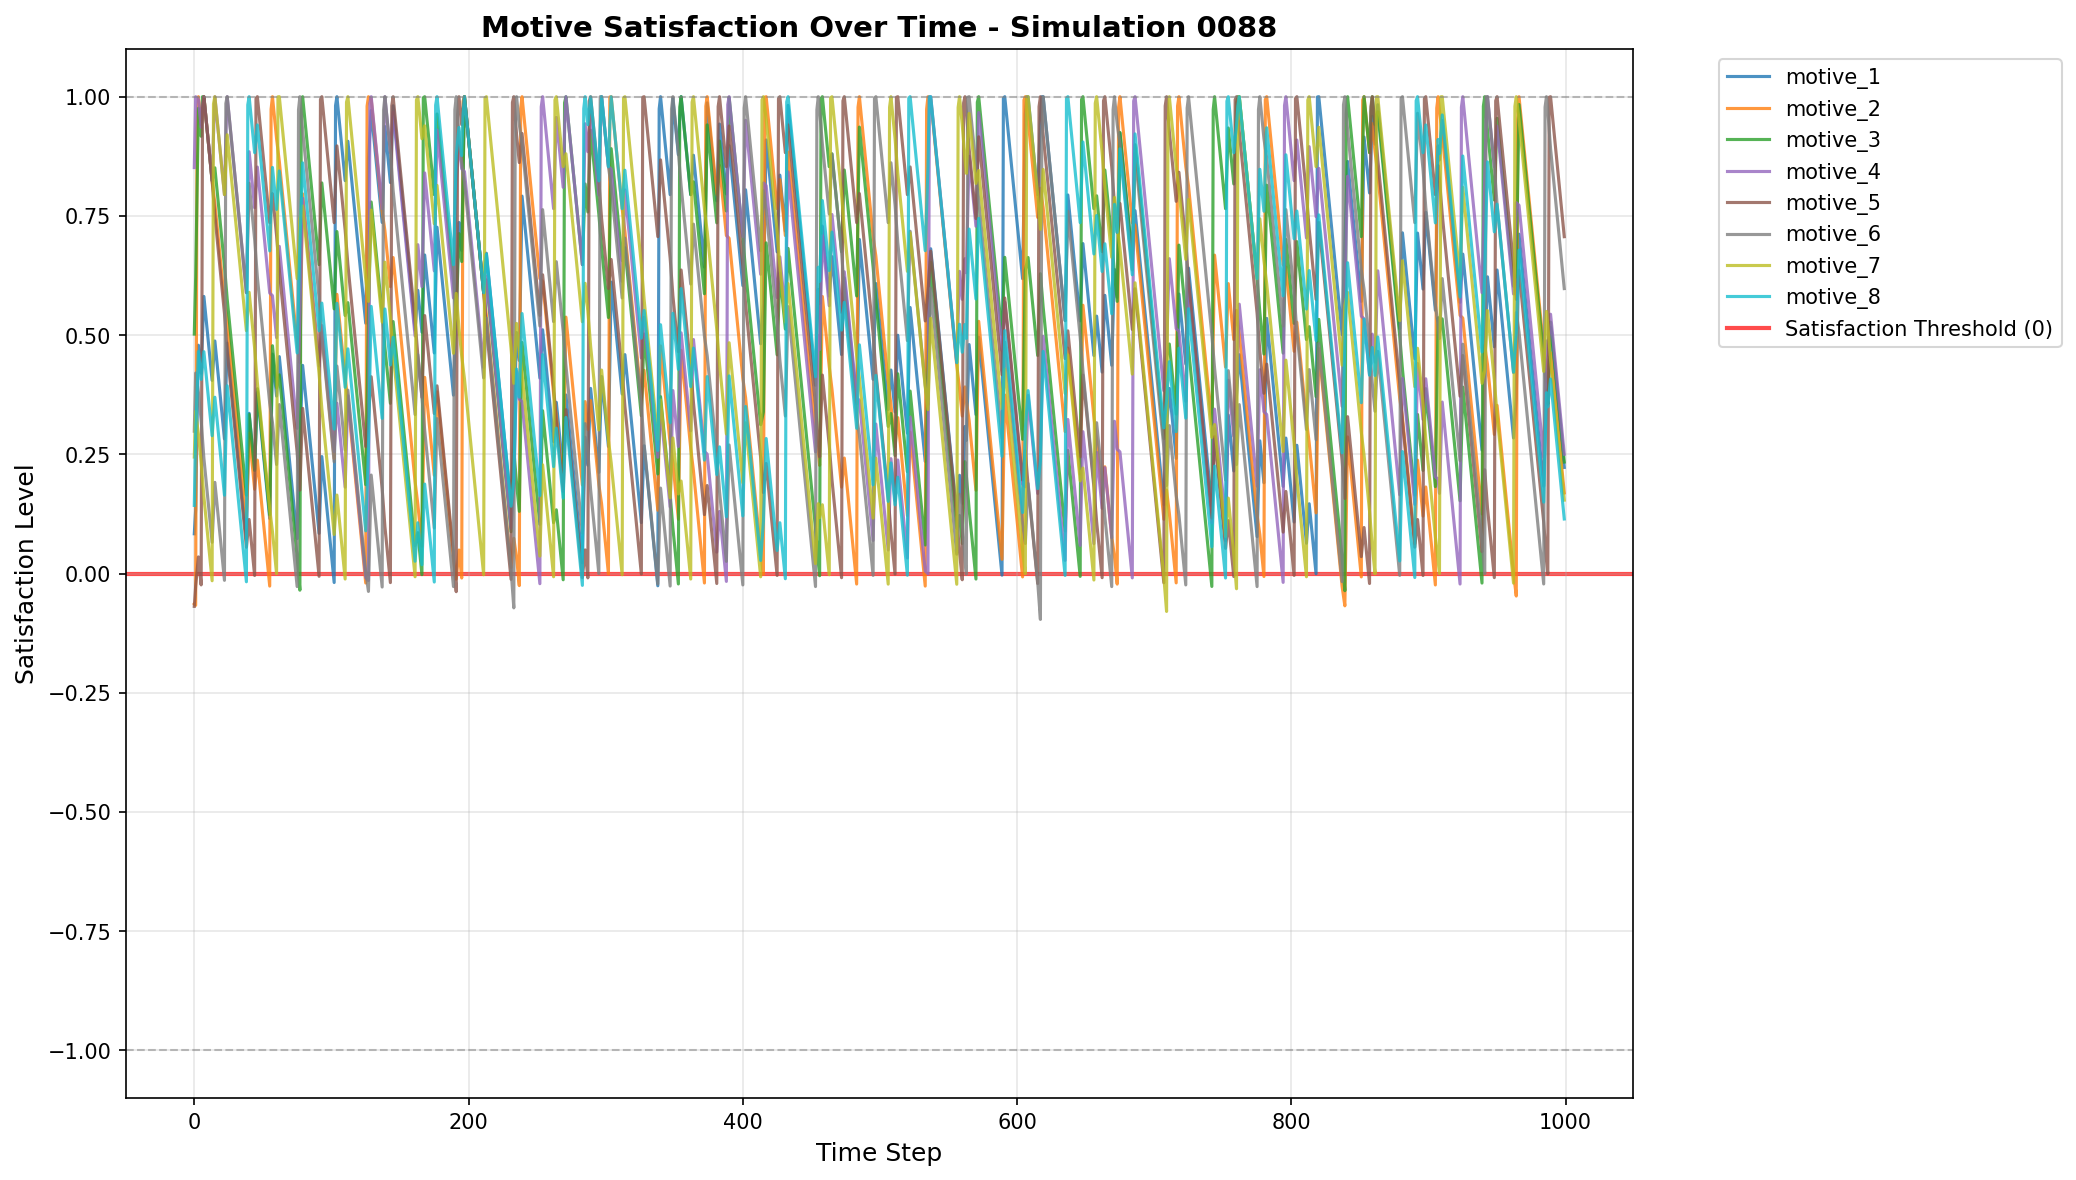 Motive Satisfaction Over Time - Simulation 0088
1.00
0.75
0.50
0.25
0.00
−0.25
−0.50
−0.75
−1.00
Satisfaction Level
0
200
400
600
800
1000
Time Step
motive_1
motive_2
motive_3
motive_4
motive_5
motive_6
motive_7
motive_8
Satisfaction Threshold (0)